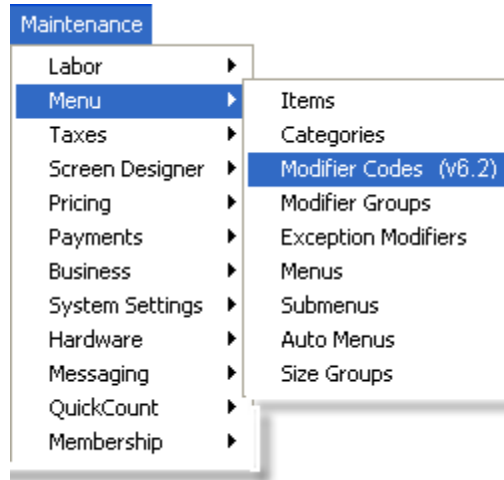 Maintenance
Labor
Menu
Taxes
Screen Designer
Pricing
Payments
Business
System Settings
Hardware
Messaging
QuickCount
Membership
Items
Categories
Modifier Codes (v6.2)
Modifier Groups
Exception Modifiers
Menus
Submenus
Auto Menus
Size Groups